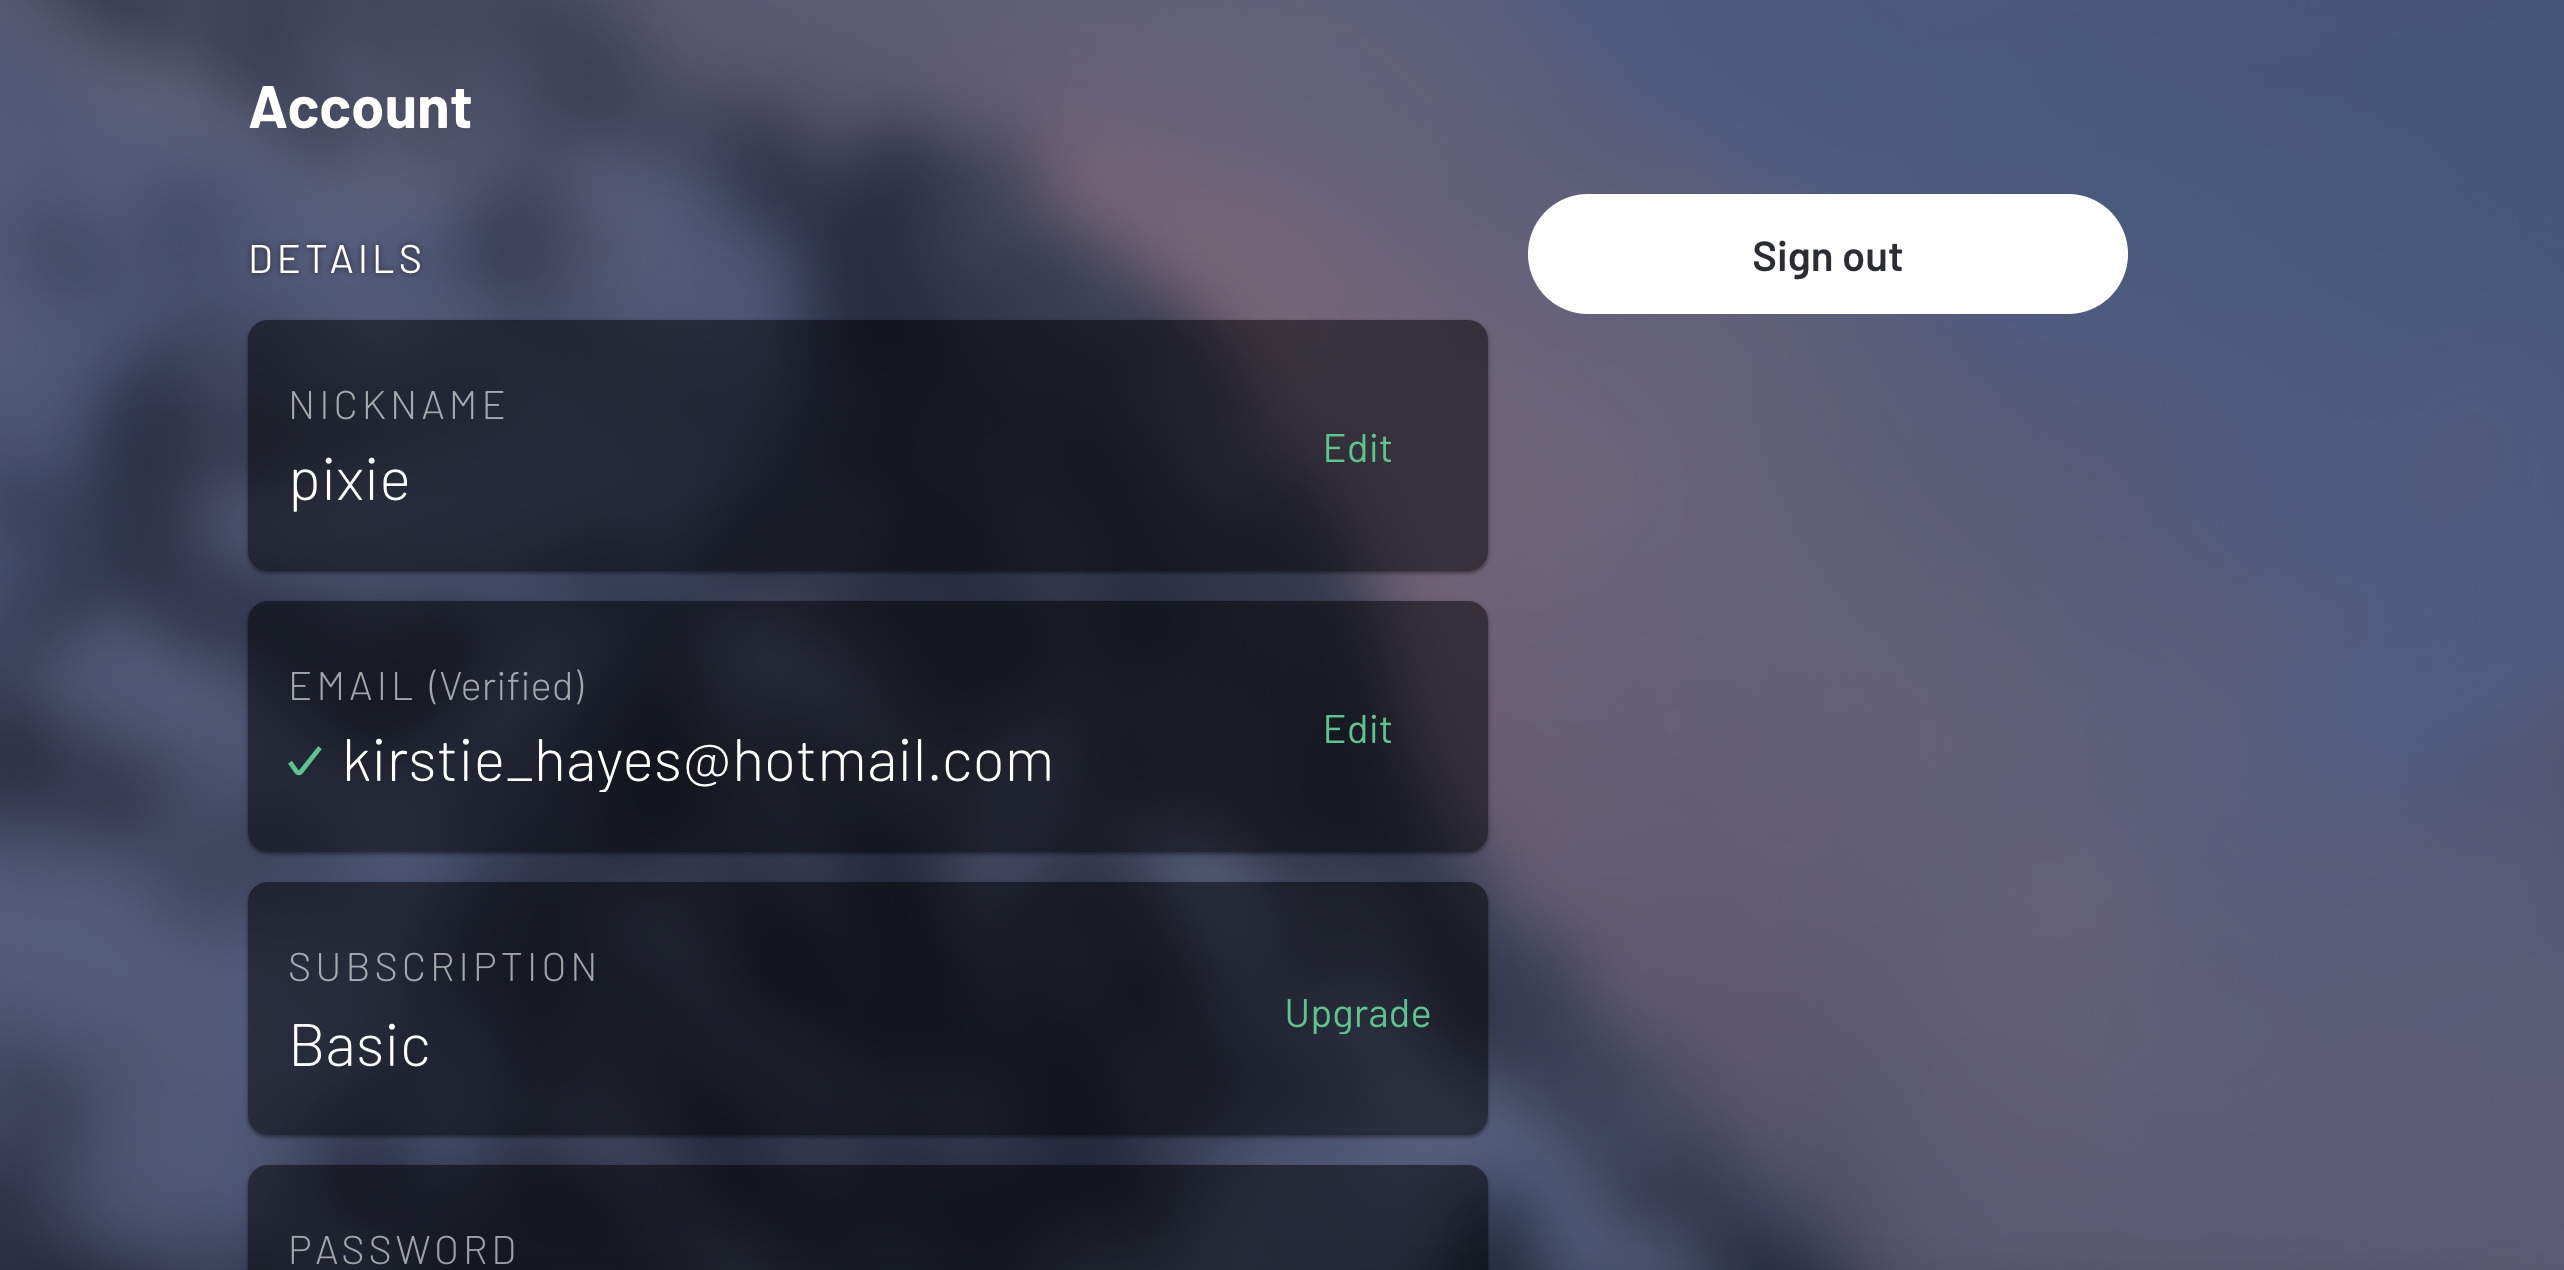 Account
DETAILS
Sign out
NICKNAME
pixie
Edit
EMAIL (Verified)
kirstie_hayes@hotmail.com
Edit
SUBSCRIPTION
Basic
Upgrade
PASSWORD